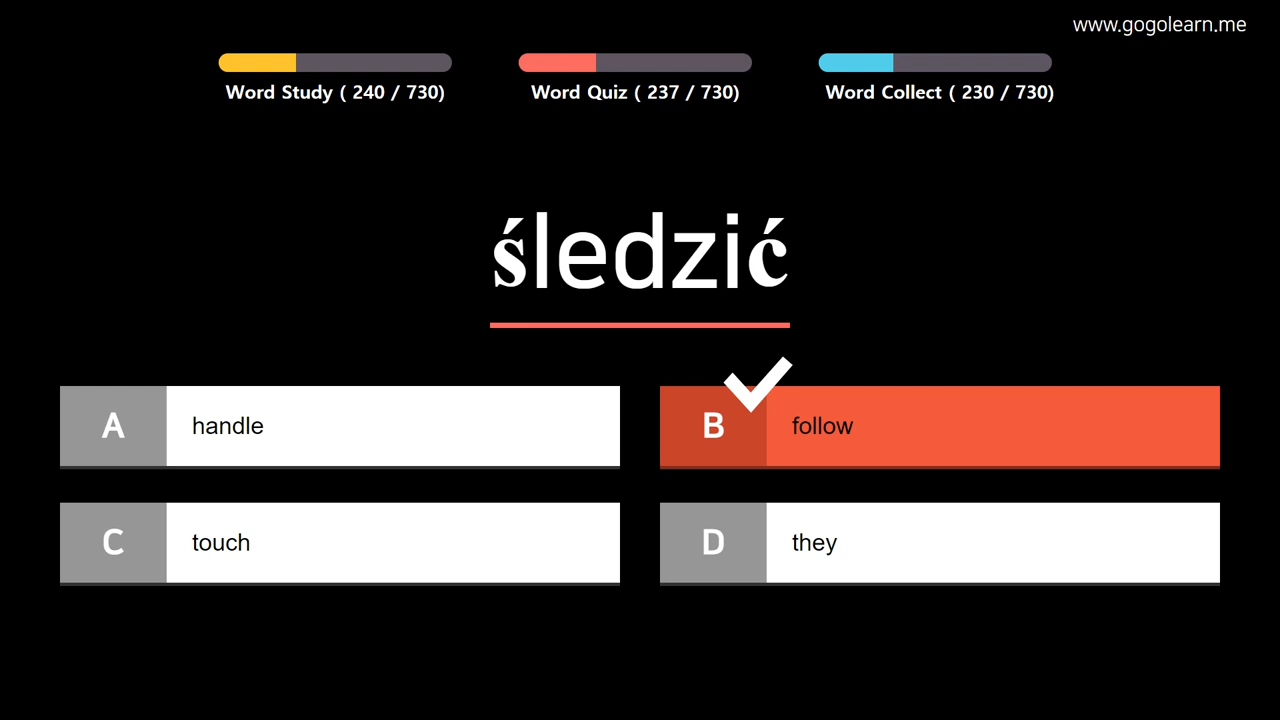 www.gogolearn.me
Word Study ( 240 / 730)
Word Quiz ( 237 / 730)
Word Collect ( 230 / 730)
śledzić
A handle
B follow
C touch
D they